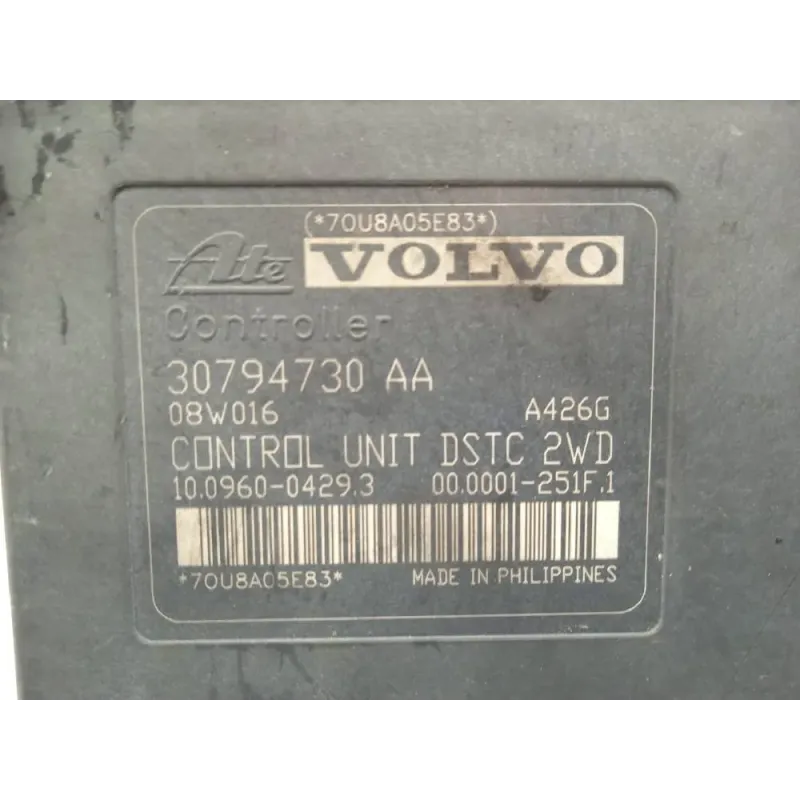 (*70U8A05E83*)
Ate VOLVO
Controller
30794730 AA
08W016 A426G
CONTROL UNIT DSTC 2WD
10.0960-0429.3 00.0001-251F.1
*70U8A05E83* MADE IN PHILIPPINES